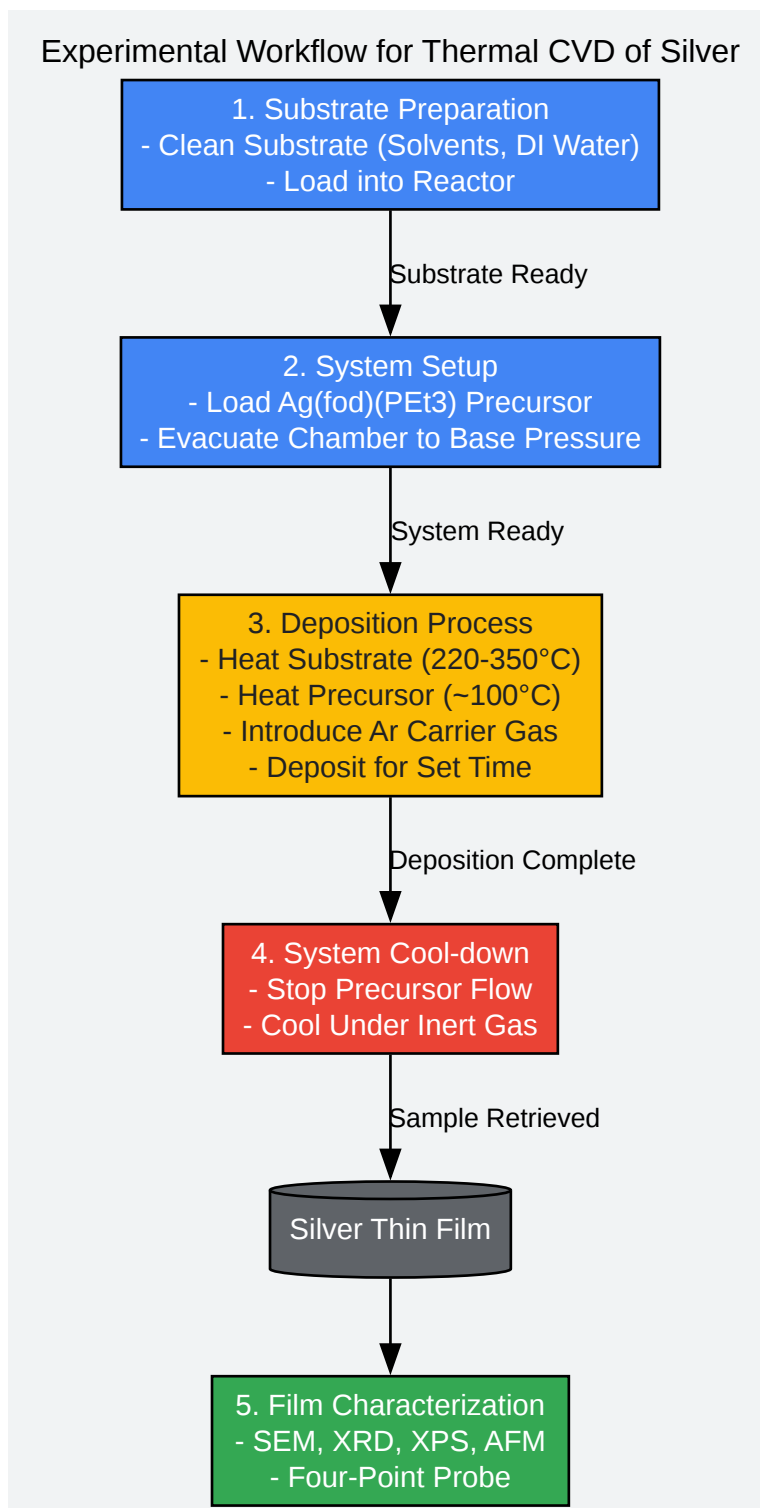 Experimental Workflow for Thermal CVD of Silver
1. Substrate Preparation
- Clean Substrate (Solvents, DI Water)
- Load into Reactor
Substrate Ready
2. System Setup
- Load Ag(fod)(PEt3) Precursor
- Evacuate Chamber to Base Pressure
System Ready
3. Deposition Process
- Heat Substrate (220-350°C)
- Heat Precursor (~100°C)
- Introduce Ar Carrier Gas
- Deposit for Set Time
Deposition Complete
4. System Cool-down
- Stop Precursor Flow
- Cool Under Inert Gas
Sample Retrieved
Silver Thin Film
5. Film Characterization
- SEM, XRD, XPS, AFM
- Four-Point Probe